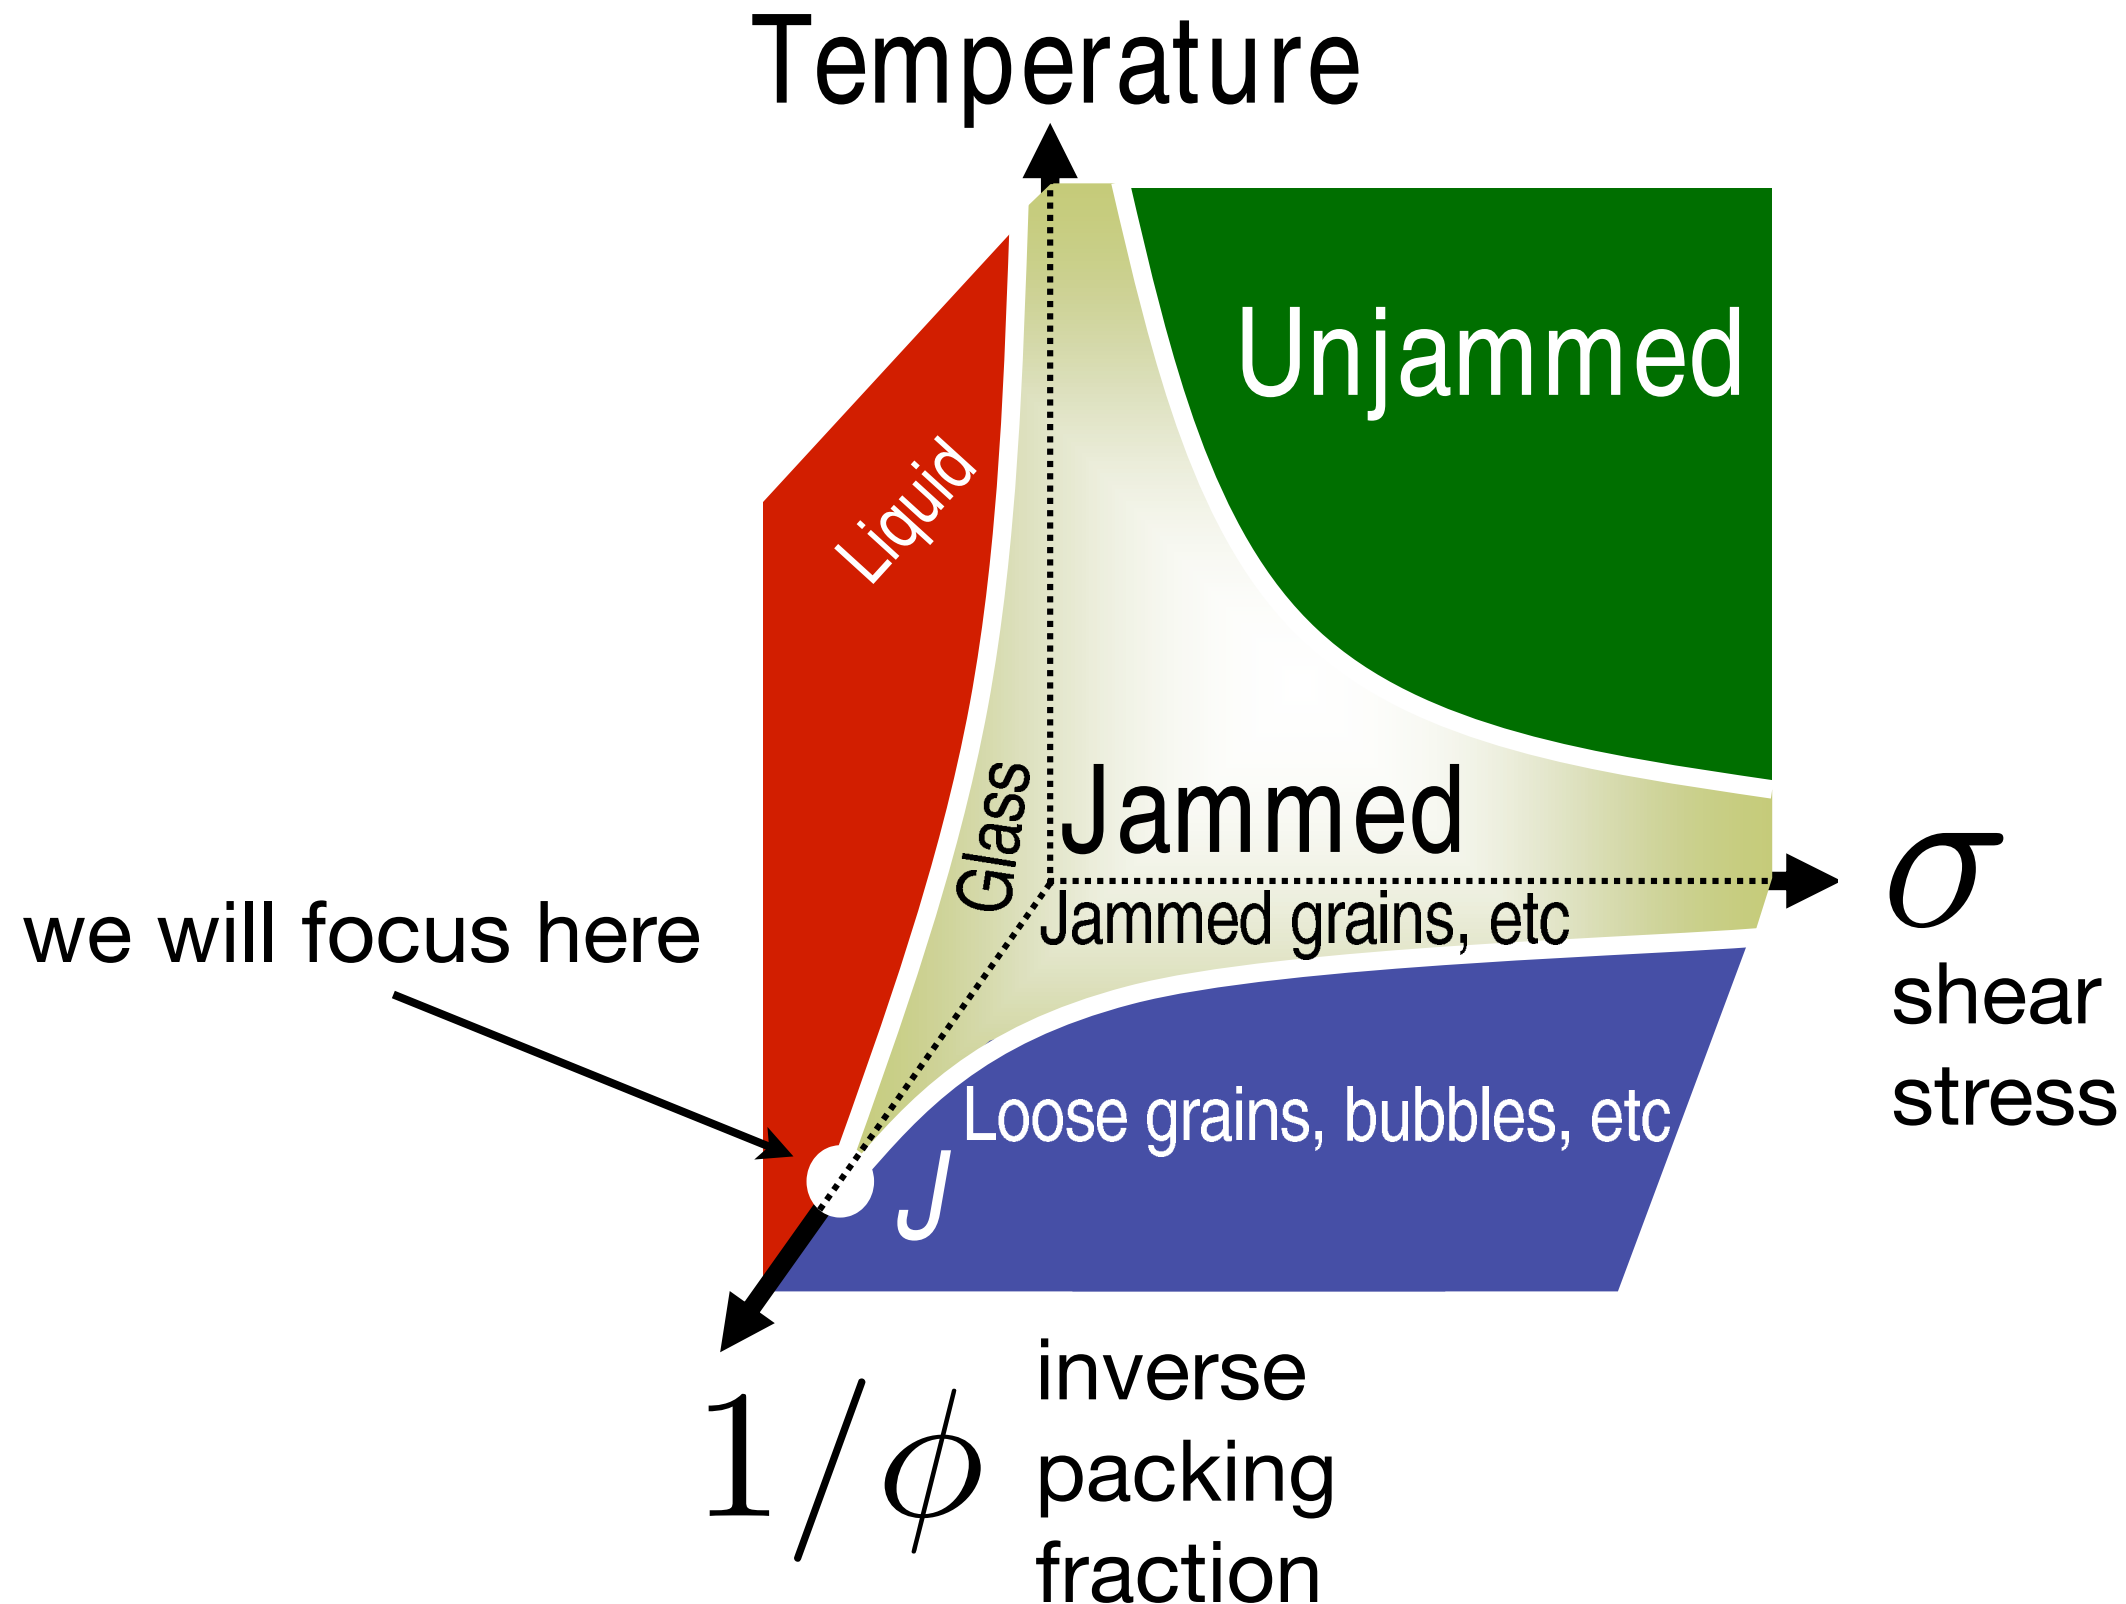 Temperature
Unjammed
Liquid
Glass
Jammed
Jammed grains, etc
σ
shear
stress
we will focus here
Loose grains, bubbles, etc
J
1/ϕ
inverse
packing
fraction